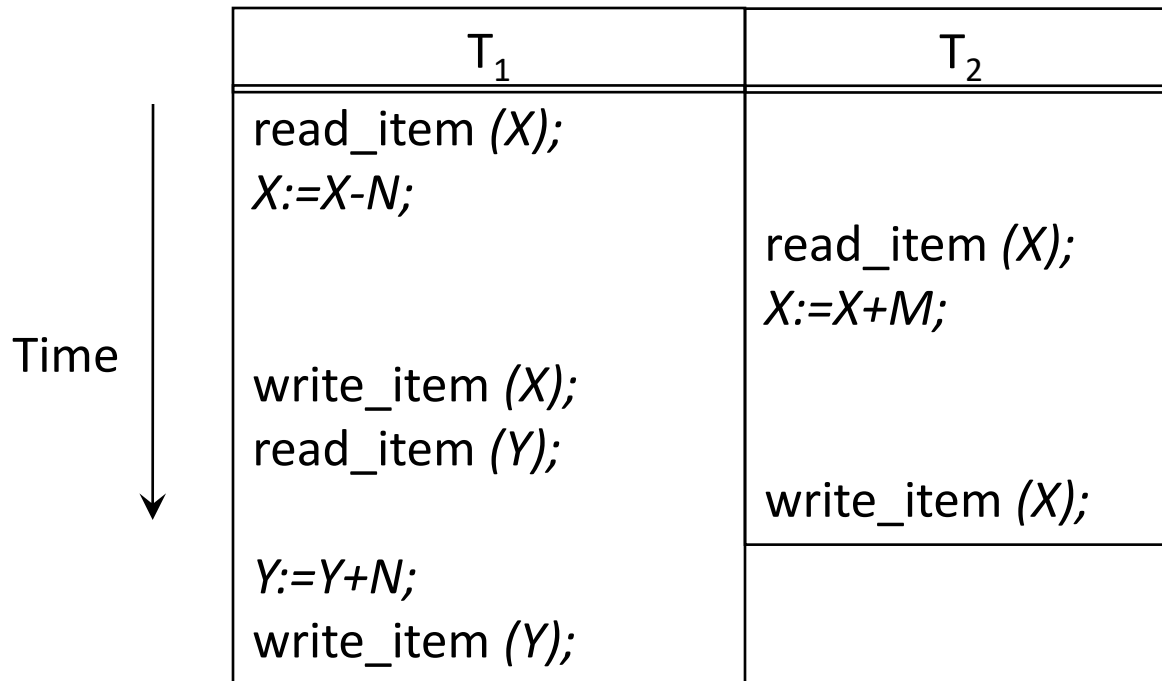 T₁
T₂
read_item (X);
X:=X-N;
read_item (X);
X:=X+M;
Time
write_item (X);
read_item (Y);
write_item (X);
Y:=Y+N;
write_item (Y);